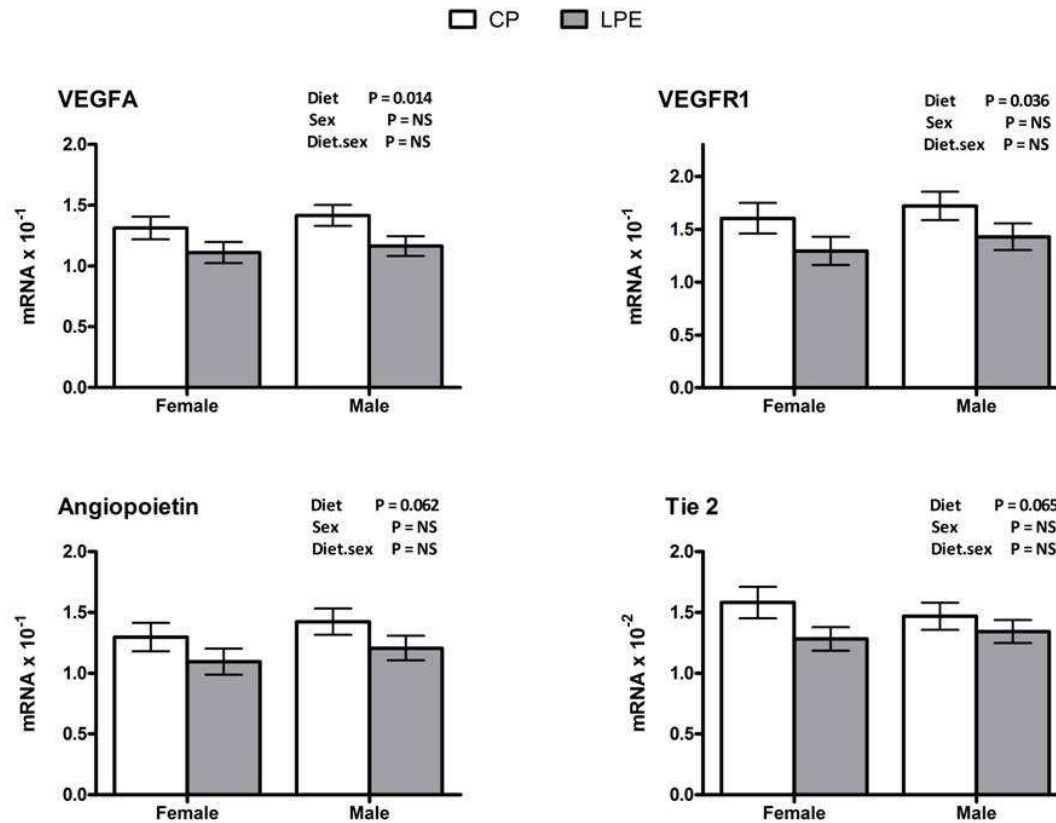 CP LPE
VEGFA
Diet P = 0.014
Sex P = NS
Diet.sex P = NS
2.0
1.5
1.0
0.5
0.0
mRNA x 10⁻¹
Female Male
VEGFR1
Diet P = 0.036
Sex P = NS
Diet.sex P = NS
2.0
1.5
1.0
0.5
0.0
mRNA x 10⁻¹
Female Male
Angiopoietin
Diet P = 0.062
Sex P = NS
Diet.sex P = NS
2.0
1.5
1.0
0.5
0.0
mRNA x 10⁻¹
Female Male
Tie 2
Diet P = 0.065
Sex P = NS
Diet.sex P = NS
2.0
1.5
1.0
0.5
0.0
mRNA x 10⁻²
Female Male